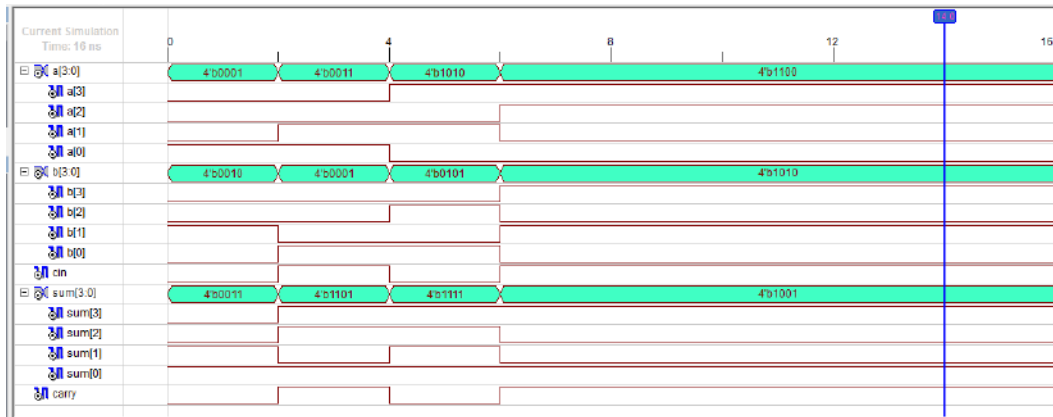 Current Simulation
Time: 16 ns
0 4 8 12 16
a[3:0] 4'b0001 4'b0011 4'b1010 4'b1100
a[3]
a[2]
a[1]
a[0]
b[3:0] 4'b0010 4'b0001 4'b0101 4'b1010
b[3]
b[2]
b[1]
b[0]
cin
sum[3:0] 4'b0011 4'b1101 4'b1111 4'b1001
sum[3]
sum[2]
sum[1]
sum[0]
carry